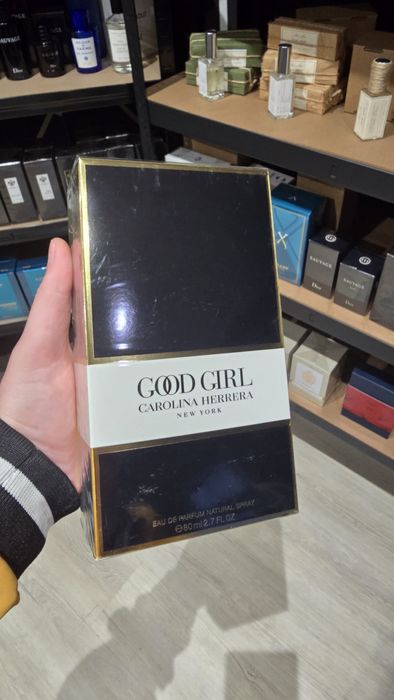 GOOD GIRL
CAROLINA HERRERA
NEW YORK
EAU DE PARFUM NATURAL SPRAY
℮80ml 2.7 FL.OZ
SAUVAGE
Dior
SAUVAGE
Dior
SAUVAGE